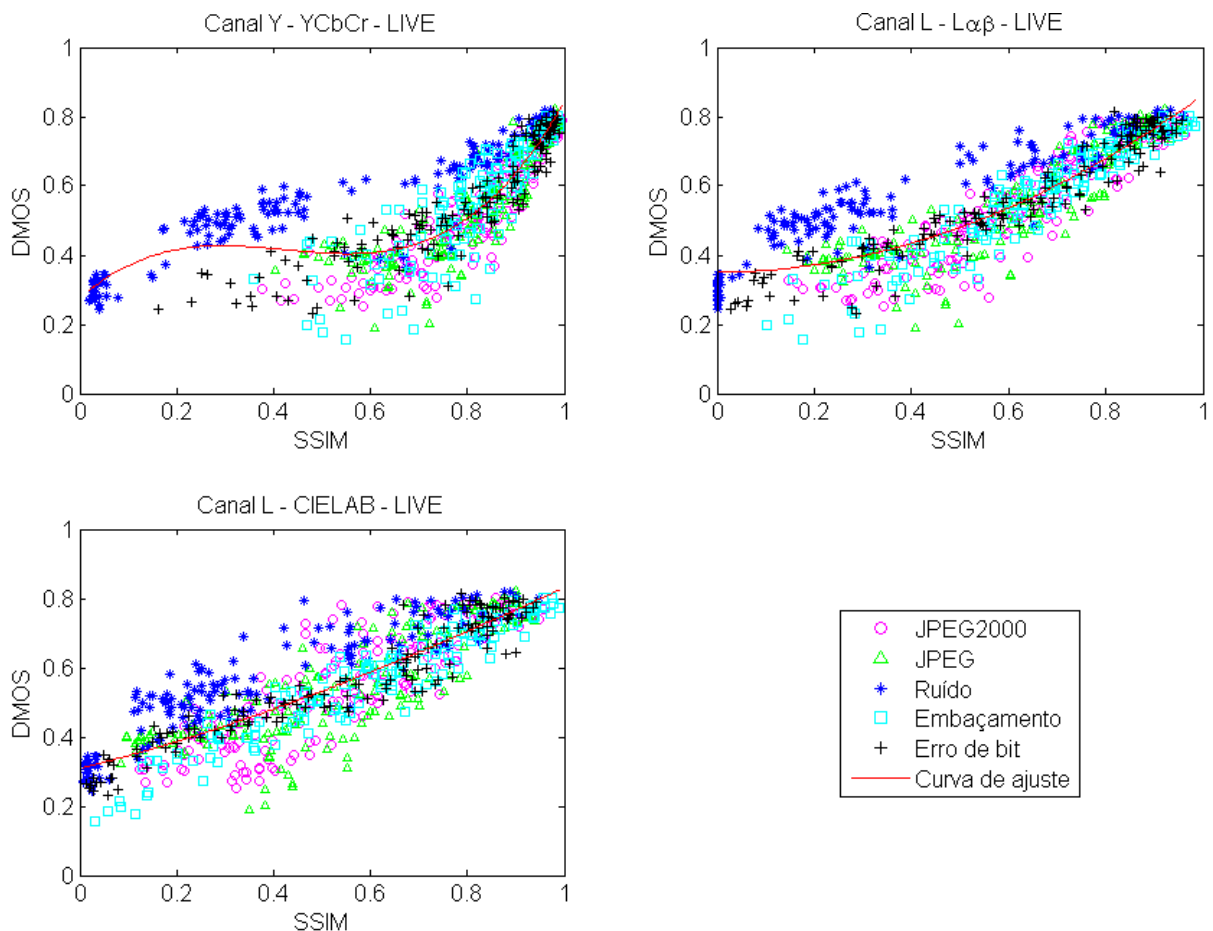 Canal Y - YCbCr - LIVE
1
0.8
0.6
0.4
0.2
0
DMOS
0 0.2 0.4 0.6 0.8 1
SSIM
Canal L - Lαβ - LIVE
1
0.8
0.6
0.4
0.2
0
DMOS
0 0.2 0.4 0.6 0.8 1
SSIM
Canal L - CIELAB - LIVE
1
0.8
0.6
0.4
0.2
0
DMOS
0 0.2 0.4 0.6 0.8 1
SSIM
JPEG2000
JPEG
Ruído
Embaçamento
Erro de bit
Curva de ajuste